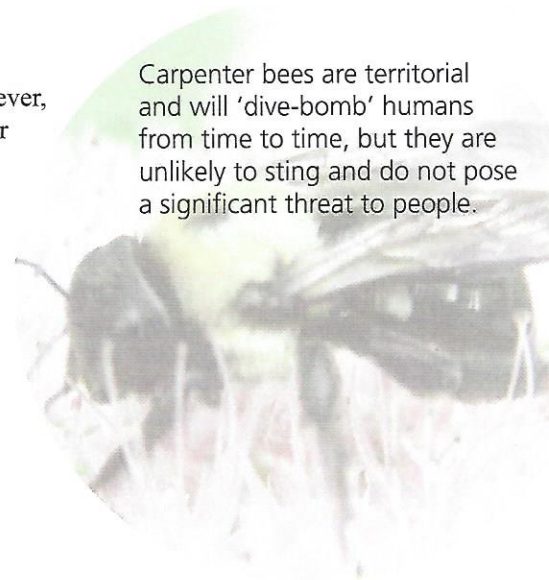 ever,
r
Carpenter bees are territorial
and will ‘dive-bomb’ humans
from time to time, but they are
unlikely to sting and do not pose
a significant threat to people.